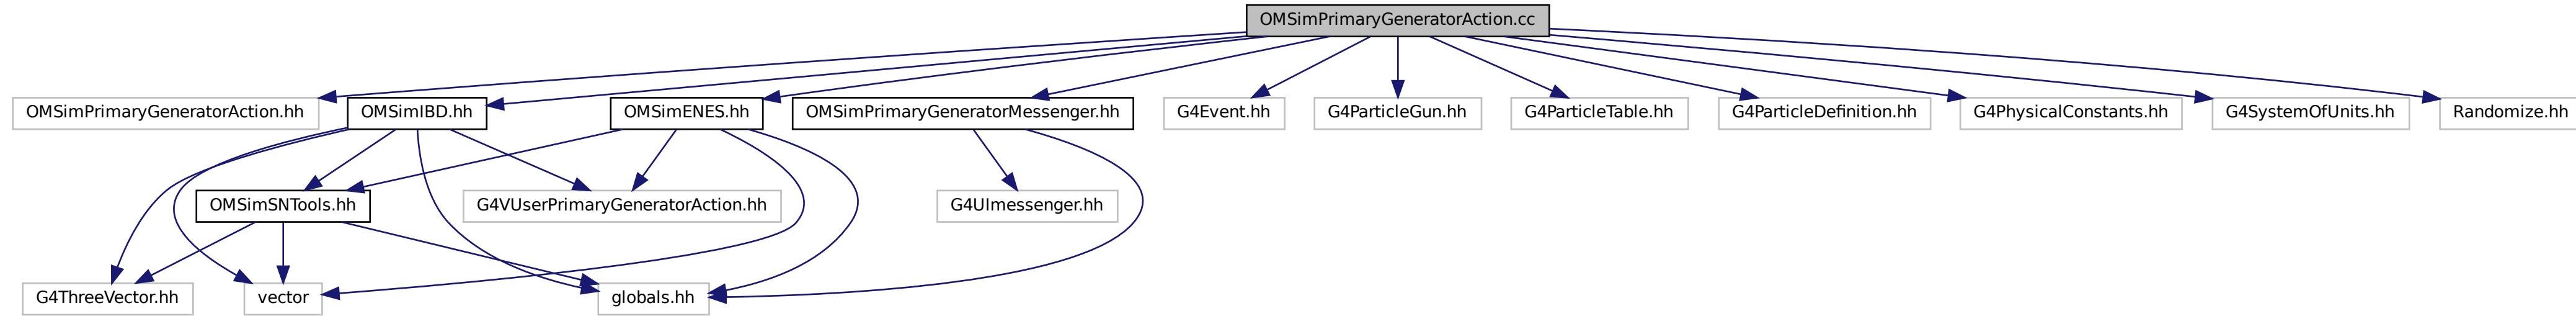 OMSimPrimaryGeneratorAction.cc
OMSimPrimaryGeneratorAction.hh
OMSimIBD.hh
OMSimENES.hh
OMSimPrimaryGeneratorMessenger.hh
G4Event.hh
G4ParticleGun.hh
G4ParticleTable.hh
G4ParticleDefinition.hh
G4PhysicalConstants.hh
G4SystemOfUnits.hh
Randomize.hh
OMSimSNTools.hh
G4VUserPrimaryGeneratorAction.hh
G4UImessenger.hh
G4ThreeVector.hh
vector
globals.hh